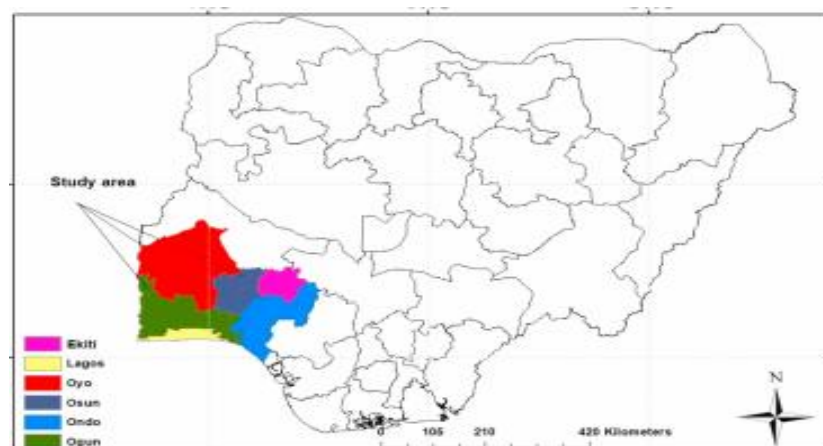 Study area
Ekiti
Lagos
Oyo
Osun
Ondo
Ogun
N
0 105 210 420 Kilometers